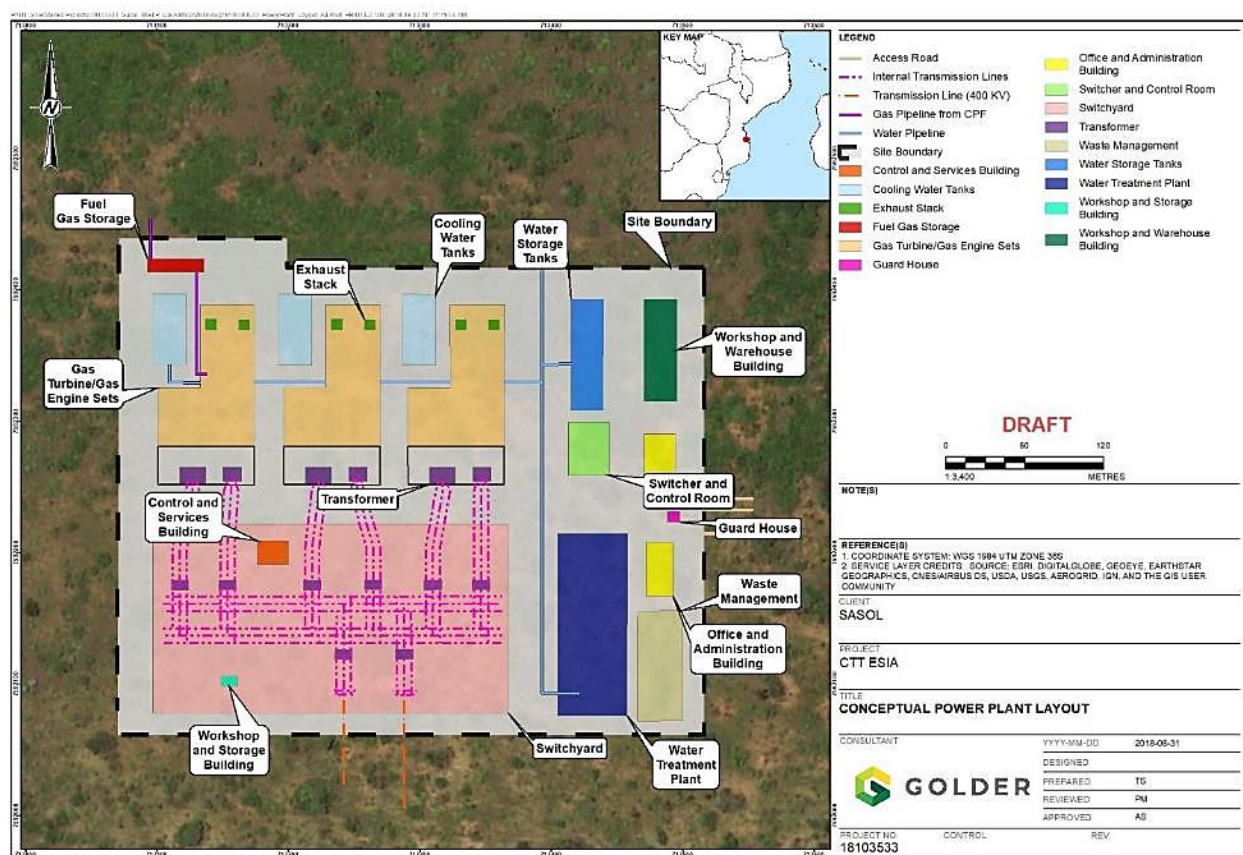 KEY MAP
N
Fuel
Gas Storage
Cooling
Water
Tanks
Water
Storage
Tanks
Site Boundary
Exhaust
Stack
Workshop and
Warehouse
Building
Gas
Turbine/Gas
Engine Sets
Transformer
Switcher
and Control
Room
Control and
Services
Building
Guard House
Waste
Management
Office and
Administration
Building
Workshop
and Storage
Building
Switchyard
Water
Treatment
Plant
LEGEND
Access Road
Internal Transmission Lines
Transmission Line (400 KV)
Gas Pipeline from CPF
Water Pipeline
Site Boundary
Control and Services Building
Cooling Water Tanks
Exhaust Stack
Fuel Gas Storage
Gas Turbine/Gas Engine Sets
Guard House
Office and Administration
Building
Switcher and Control Room
Switchyard
Transformer
Waste Management
Water Storage Tanks
Water Treatment Plant
Workshop and Storage
Building
Workshop and Warehouse
Building
DRAFT
0 60 120
1:3,400 METRES
NOTE(S)
REFERENCE(S)
1. COORDINATE SYSTEM: WGS 1984 UTM ZONE 36S
2. SERVICE LAYER CREDITS: SOURCE: ESRI, DIGITALGLOBE, GEOEYE, EARTHSTAR
GEOGRAPHICS, CNES/AIRBUS DS, USDA, USGS, AEROGRID, IGN, AND THE GIS USER
COMMUNITY
CLIENT
SASOL
PROJECT
CTT ESIA
TITLE
CONCEPTUAL POWER PLANT LAYOUT
CONSULTANT
GOLDER
YYYY-MM-DD 2018-08-31
DESIGNED
PREPARED TS
REVIEWED PM
APPROVED AS
PROJECT NO. CONTROL REV.
18103533